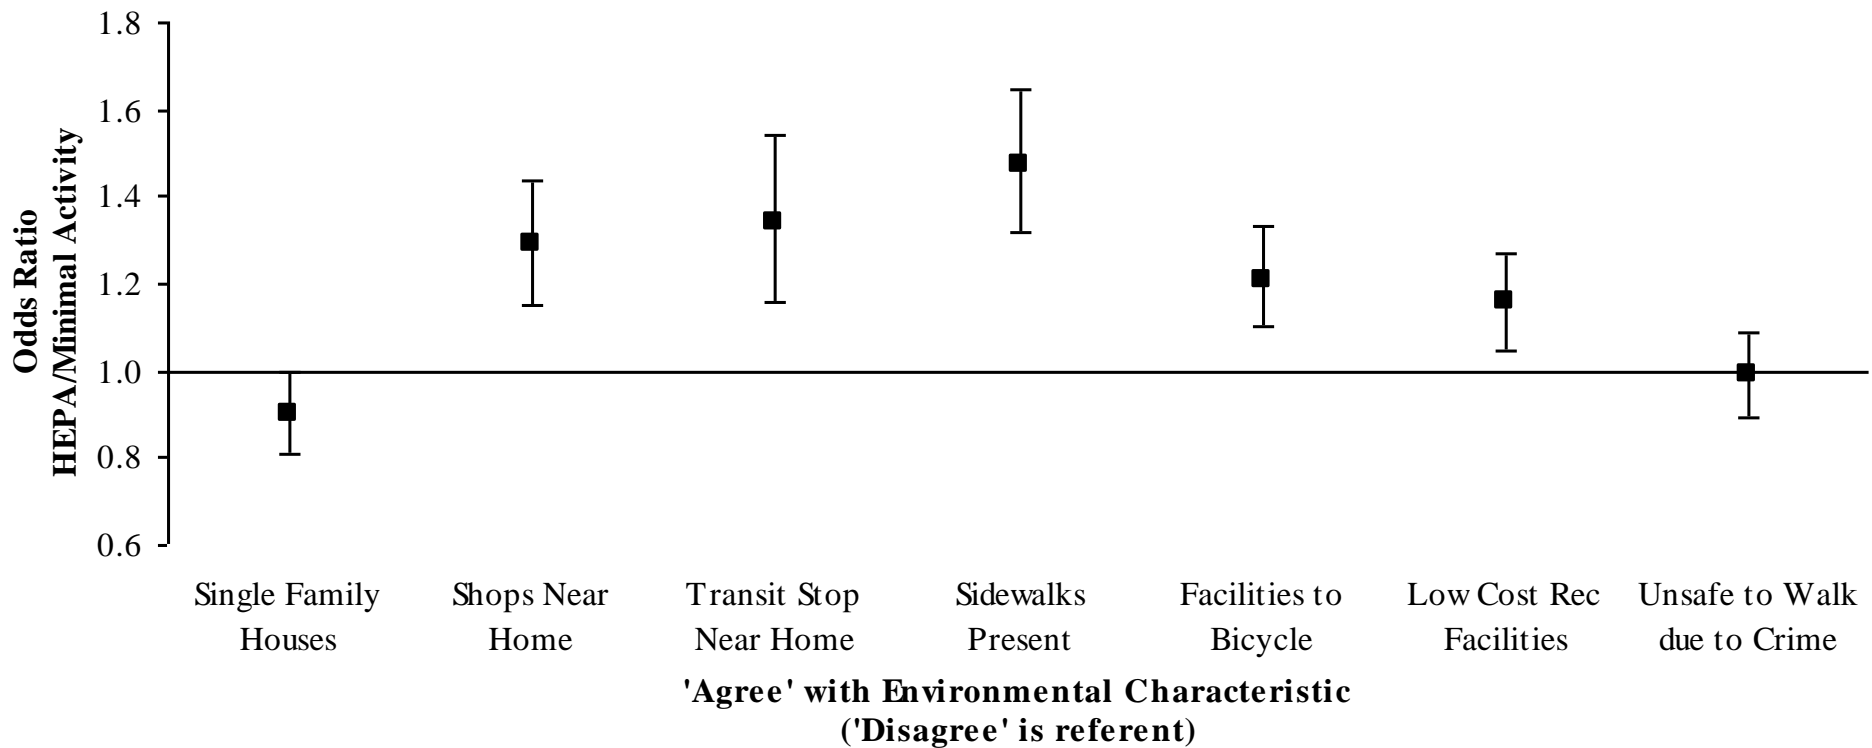 Odds Ratio
HEPA/Minimal Activity
1.8
1.6
1.4
1.2
1.0
0.8
0.6
Single Family
Houses
Shops Near
Home
Transit Stop
Near Home
Sidewalks
Present
Facilities to
Bicycle
Low Cost Rec
Facilities
Unsafe to Walk
due to Crime
'Agree' with Environmental Characteristic
('Disagree' is referent)